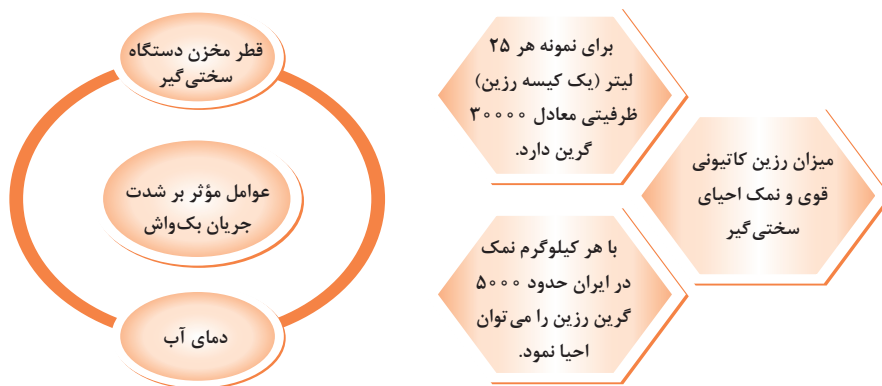 میزان رزین کاتیونی
قوی و نمک احیای
سختی‌گیر
برای نمونه هر ۲۵
لیتر (یک کیسه رزین)
ظرفیتی معادل ۳۰۰۰۰
گرین دارد.
با هر کیلوگرم نمک
در ایران حدود ۵۰۰۰
گرین رزین را می‌توان
احیا نمود.
قطر مخزن دستگاه
سختی‌گیر
عوامل مؤثر بر شدت
جریان بک‌واش
دمای آب